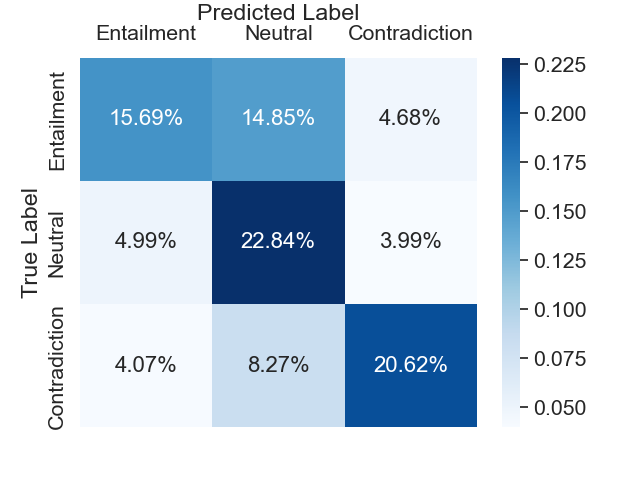 Predicted Label
Entailment Neutral Contradiction
True Label
Entailment
15.69% 14.85% 4.68%
Neutral
4.99% 22.84% 3.99%
Contradiction
4.07% 8.27% 20.62%
0.225
0.200
0.175
0.150
0.125
0.100
0.075
0.050